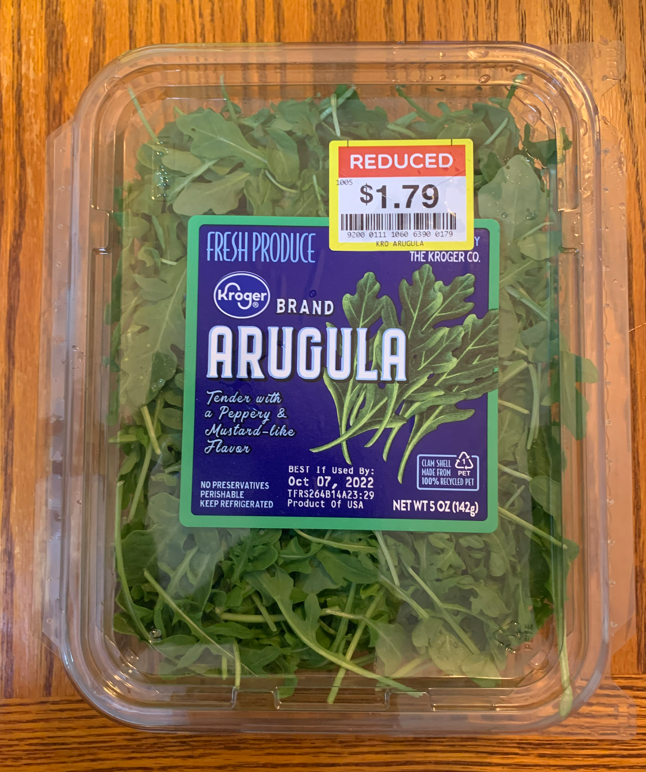 REDUCED
1005
$1.79
9200 0111 1060 6390 0179
KRO ARUGULA
FRESH PRODUCE
THE KROGER CO.
Kroger BRAND
ARUGULA
Tender with
a Peppery &
Mustard-like
Flavor
BEST If Used By:
Oct 07, 2022
TFRS264B14A23:29
Product Of USA
NO PRESERVATIVES
PERISHABLE
KEEP REFRIGERATED
CLAM SHELL
MADE FROM
100% RECYCLED PET
1
PET
NET WT 5 OZ (142g)